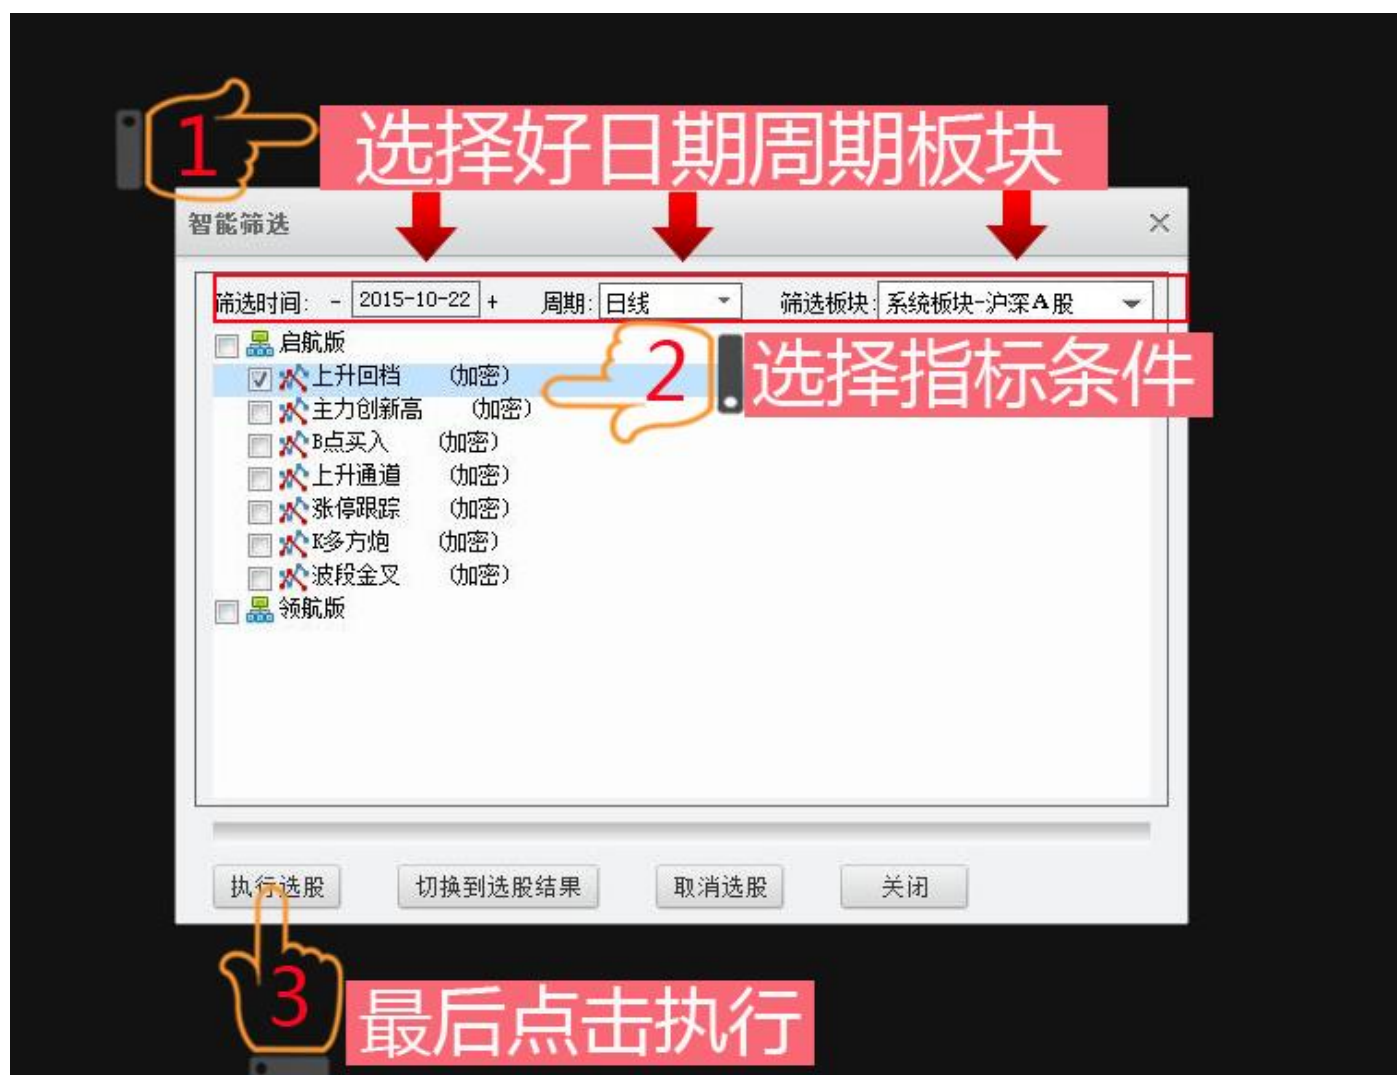 1 选择好日期周期板块
智能筛选
筛选时间: - 2015-10-22 + 周期: 日线 筛选板块: 系统板块-沪深A股
启航版
2 选择指标条件
上升回档 (加密)
主力创新高 (加密)
B点买入 (加密)
上升通道 (加密)
涨停跟踪 (加密)
K多方炮 (加密)
波段金叉 (加密)
领航版
执行选股 切换到选股结果 取消选股 关闭
3 最后点击执行